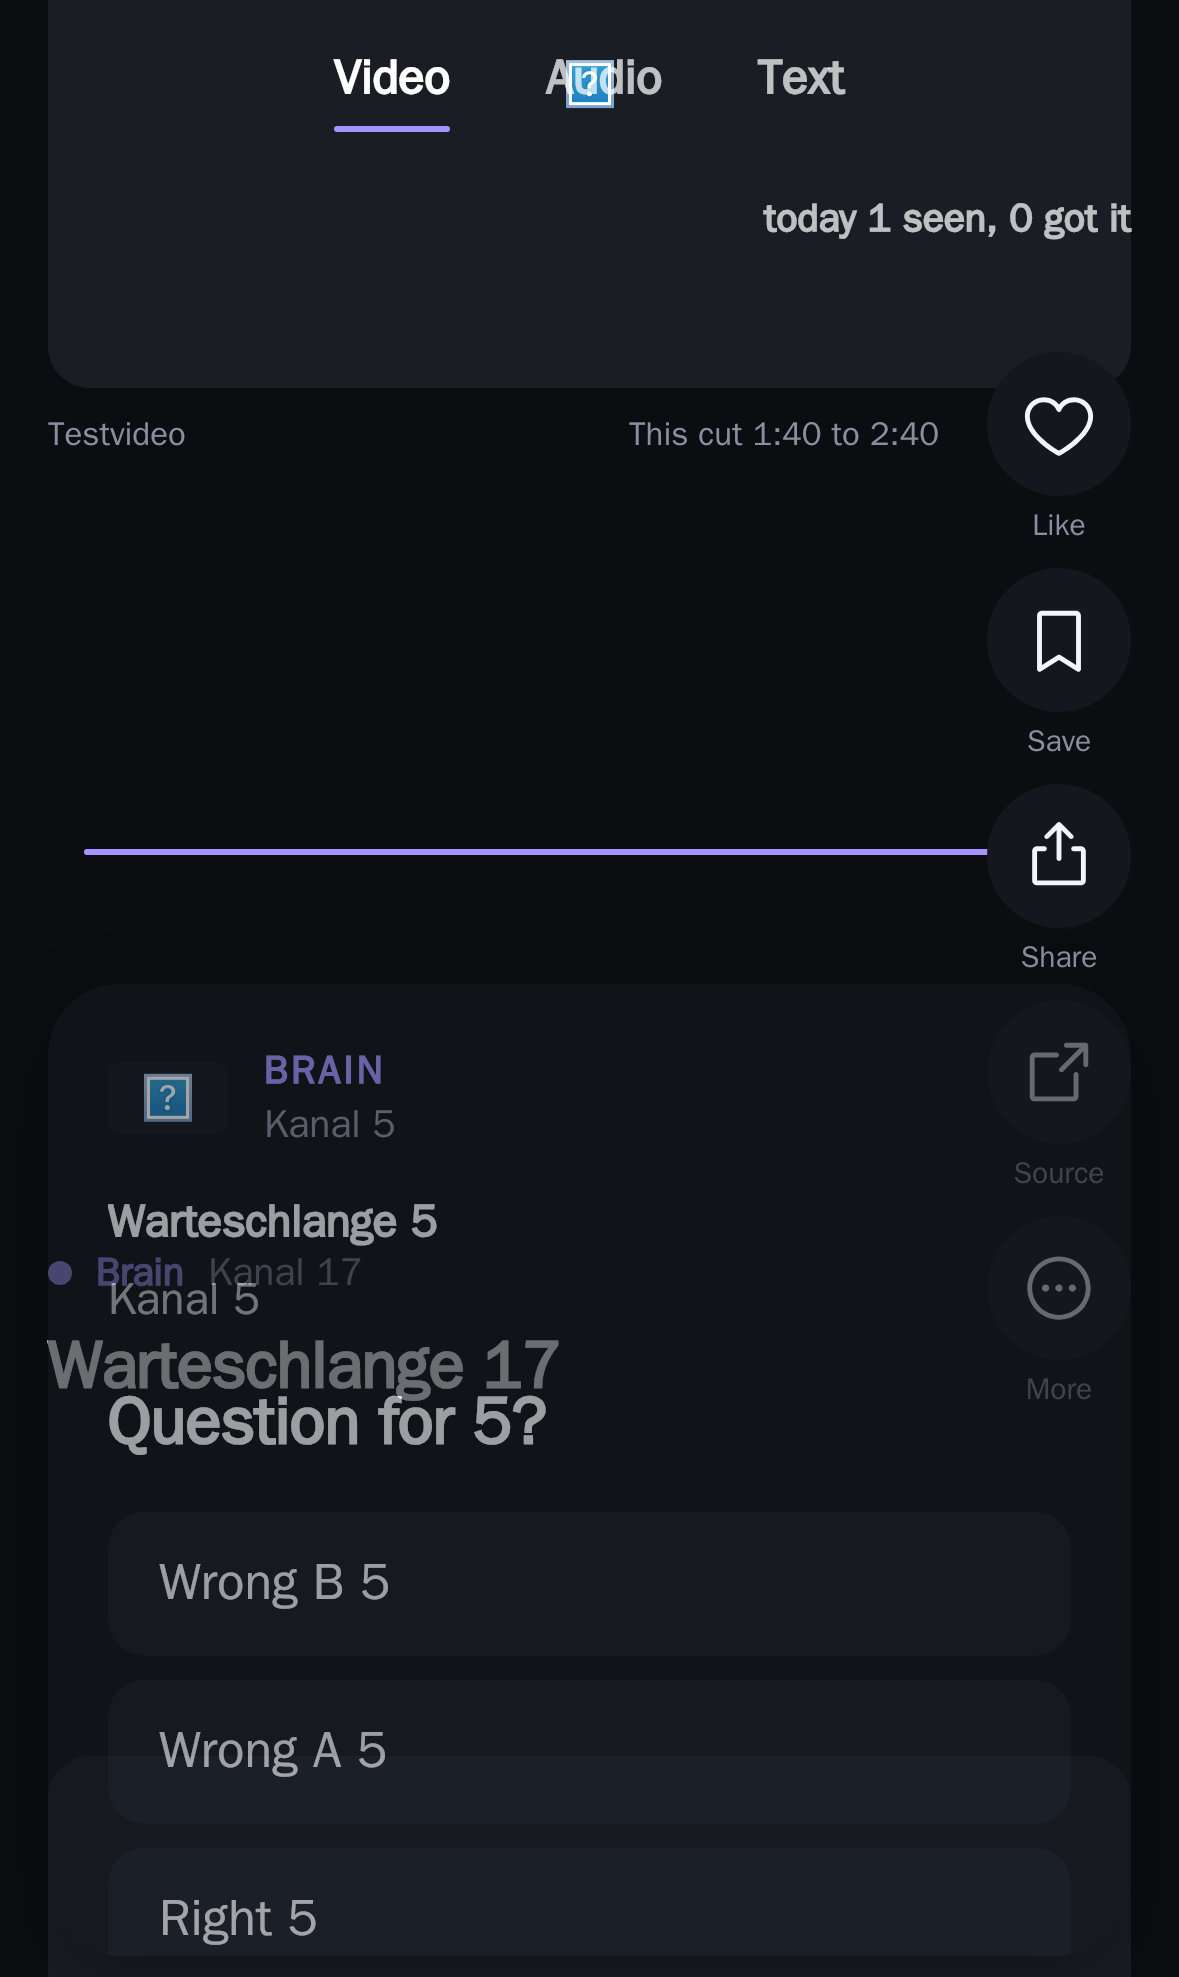 Video Audio Text
today 1 seen, 0 got it
Testvideo This cut 1:40 to 2:40
Like
Save
Share
BRAIN
Kanal 5
Source
Warteschlange 5
Brain Kanal 17
Kanal 5
Warteschlange 17
More
Question for 5?
Wrong B 5
Wrong A 5
Right 5